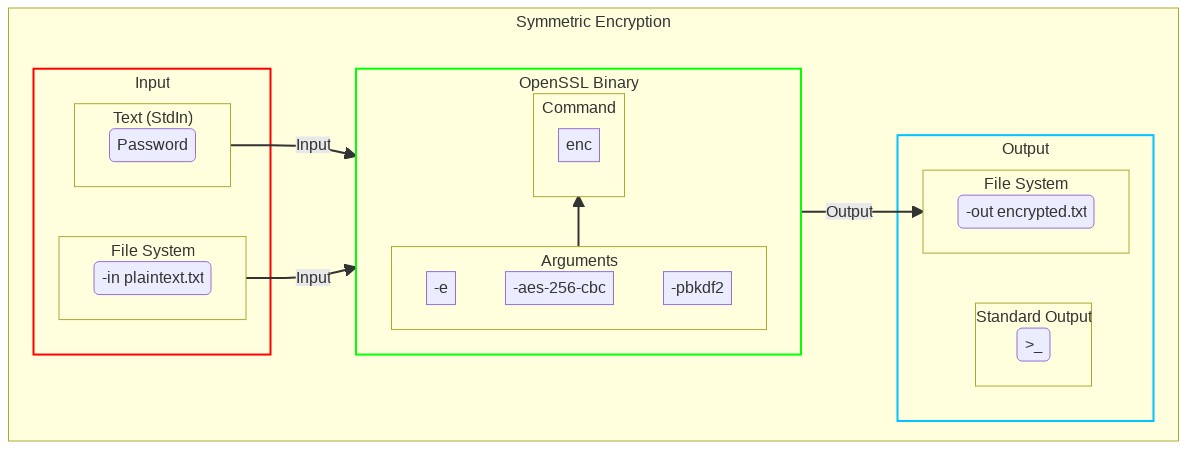 Symmetric Encryption
Input
Text (StdIn)
Password
File System
-in plaintext.txt
Input
Input
OpenSSL Binary
Command
enc
Arguments
-e
-aes-256-cbc
-pbkdf2
Output
Output
File System
-out encrypted.txt
Standard Output
>_